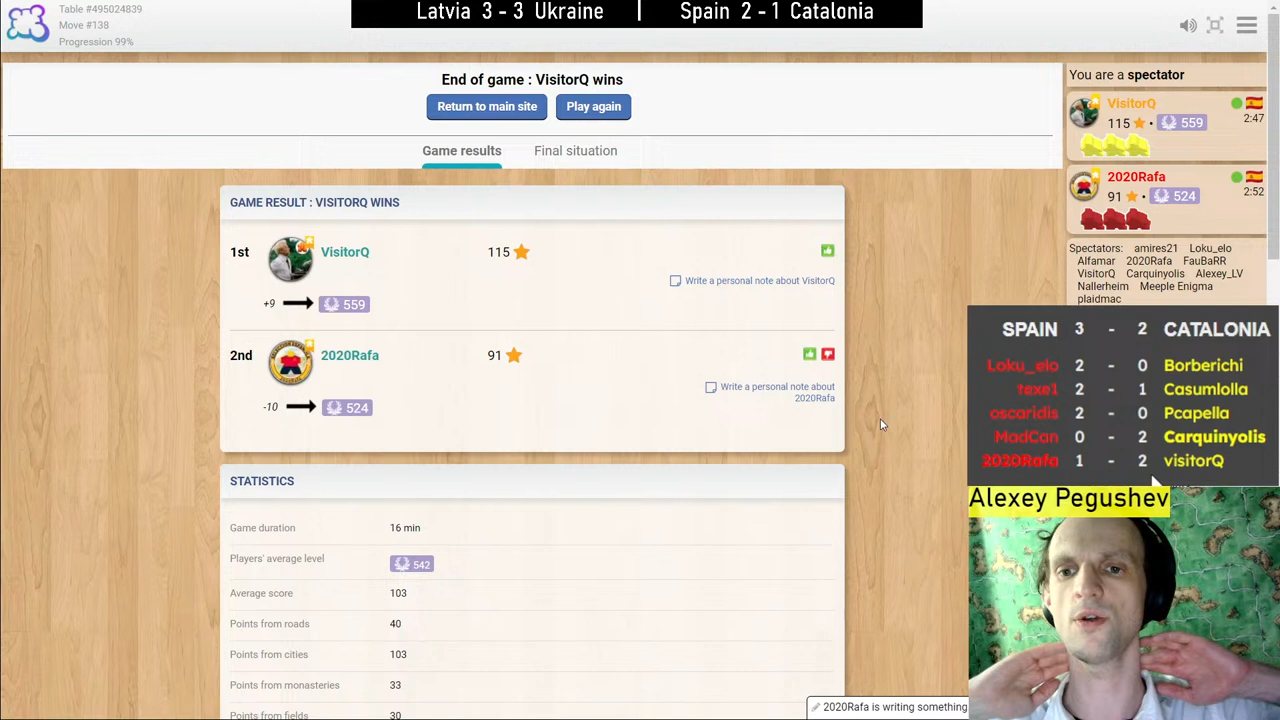 Table #495024839
Move #138
Progression 99%
Latvia 3 - 3 Ukraine | Spain 2 - 1 Catalonia
End of game : VisitorQ wins
Return to main site Play again
Game results Final situation
GAME RESULT : VISITORQ WINS
1st VisitorQ 115
Write a personal note about VisitorQ
+9 559
2nd 2020Rafa 91
Write a personal note about
2020Rafa
-10 524
STATISTICS
Game duration 16 min
Players' average level 542
Average score 103
Points from roads 40
Points from cities 103
Points from monasteries 33
Points from fields 30
You are a spectator
VisitorQ
115 • 559 2:47
2020Rafa
91 • 524 2:52
Spectators: amires21 Loku_elo
Alfamar 2020Rafa FauBaRR
VisitorQ Carquinyolis Alexey_LV
Nallerheim Meeple Enigma
plaidmac
SPAIN 3 - 2 CATALONIA
Loku_elo 2 - 0 Borberichi
texe1 2 - 1 Casumlolla
oscaridis 2 - 0 Pcapella
MadCan 0 - 2 Carquinyolis
2020Rafa 1 - 2 visitorQ
Alexey Pegushev
2020Rafa is writing something